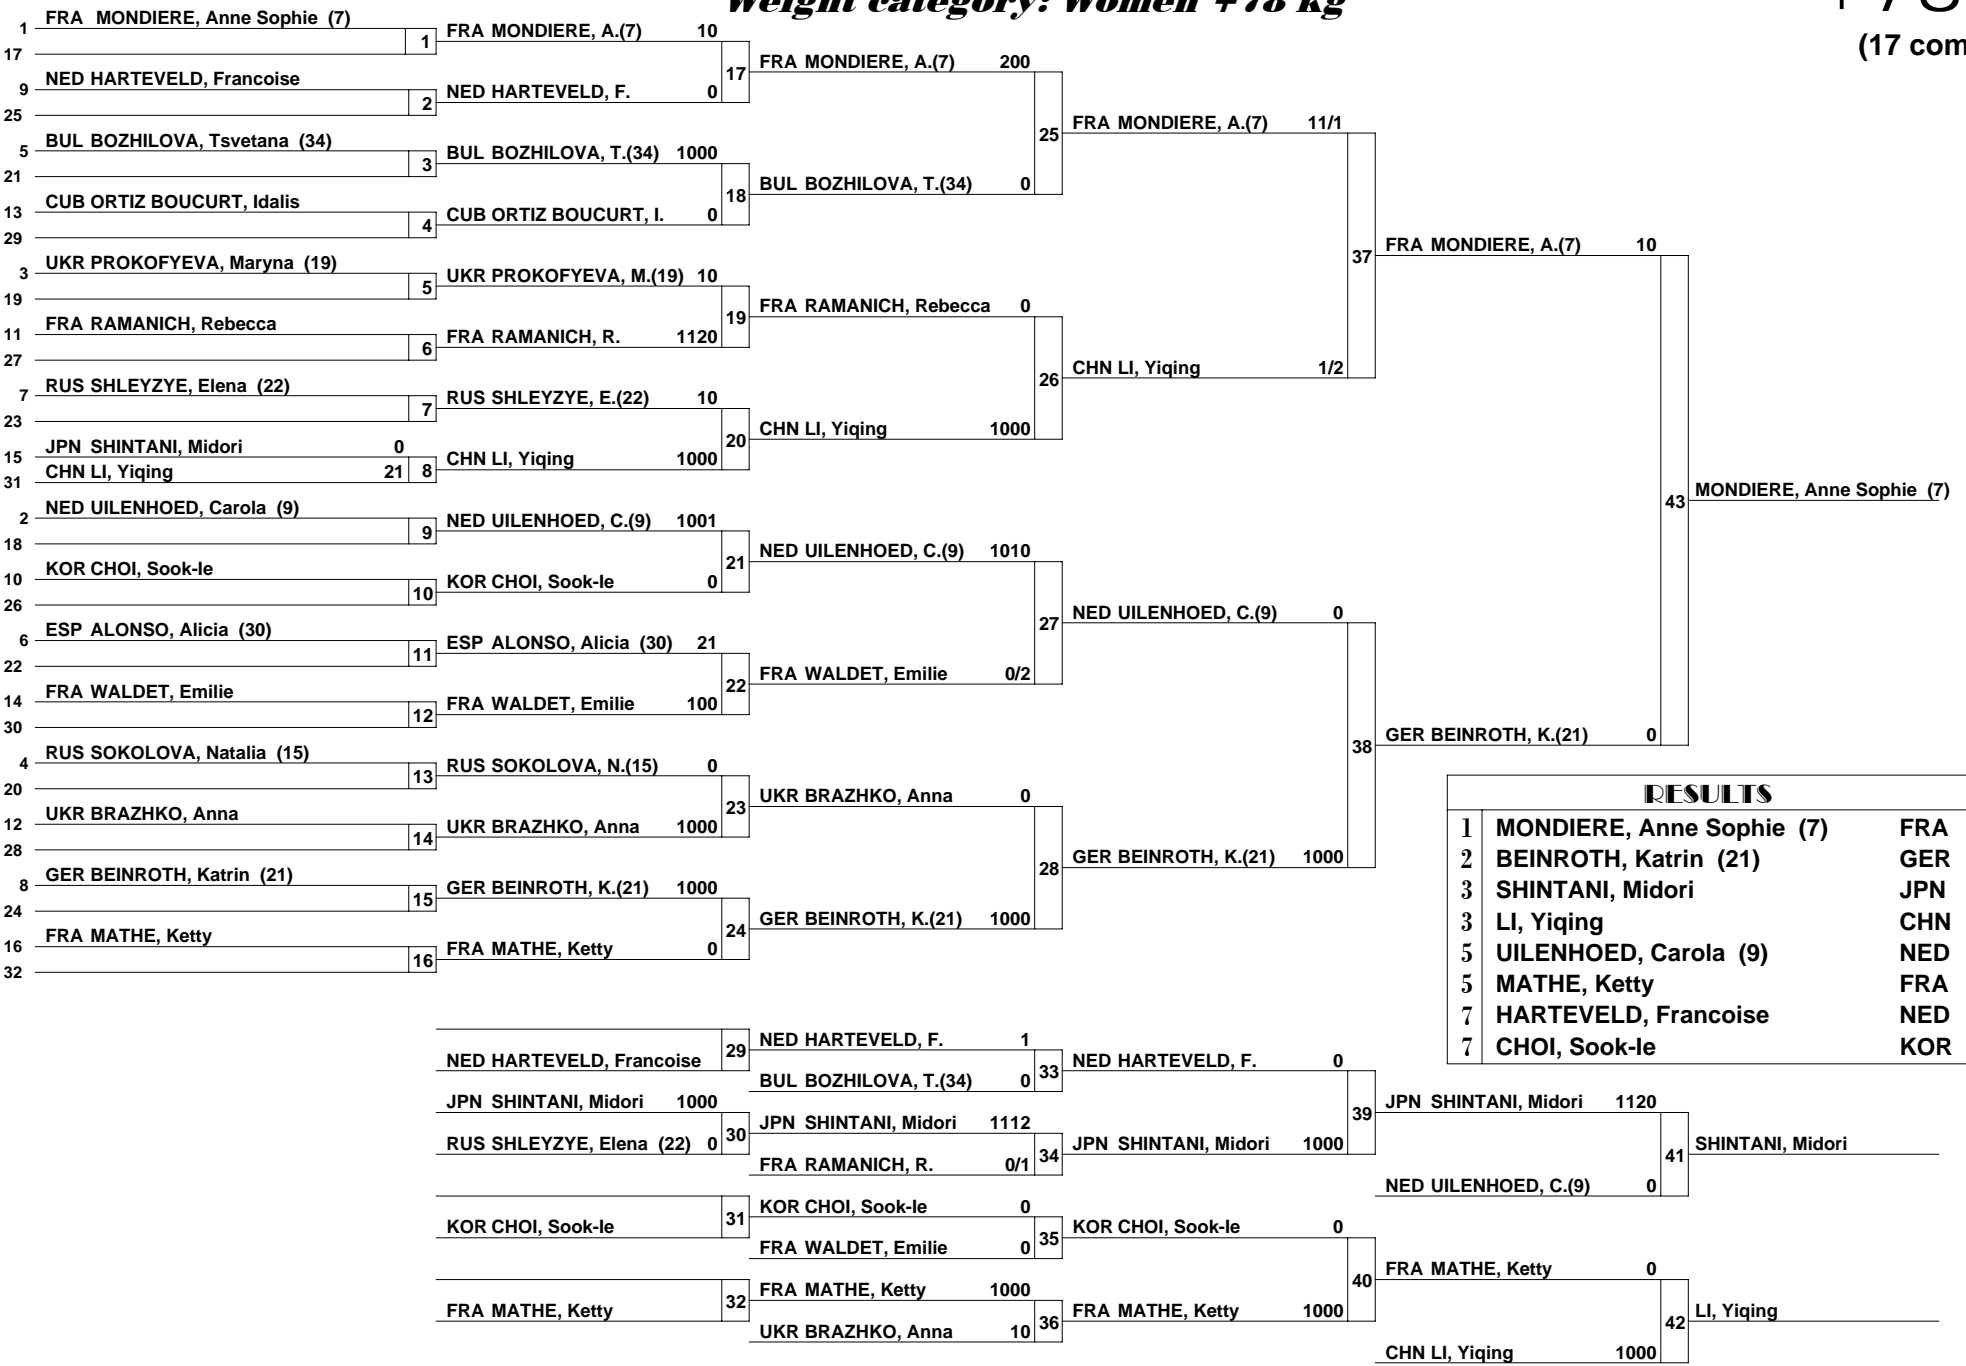 Weight category: Women +78 kg
(17 com
1 FRA MONDIERE, Anne Sophie (7)
17
1
9 NED HARTEVELD, Francoise
25
2
5 BUL BOZHILOVA, Tsvetana (34)
21
3
13 CUB ORTIZ BOUCURT, Idalis
29
4
3 UKR PROKOFYEVA, Maryna (19)
19
5
11 FRA RAMANICH, Rebecca
27
6
7 RUS SHLEYZYE, Elena (22)
23
7
15 JPN SHINTANI, Midori 0
31 CHN LI, Yiqing 21
8
2 NED UILENHOED, Carola (9)
18
9
10 KOR CHOI, Sook-Ie
26
10
6 ESP ALONSO, Alicia (30)
22
11
14 FRA WALDET, Emilie
30
12
4 RUS SOKOLOVA, Natalia (15)
20
13
12 UKR BRAZHKO, Anna
28
14
8 GER BEINROTH, Katrin (21)
24
15
16 FRA MATHE, Ketty
32
16
FRA MONDIERE, A.(7) 10
17
NED HARTEVELD, F. 0
BUL BOZHILOVA, T.(34) 1000
18
CUB ORTIZ BOUCURT, I. 0
UKR PROKOFYEVA, M.(19) 10
19
FRA RAMANICH, R. 1120
RUS SHLEYZYE, E.(22) 10
20
CHN LI, Yiqing 1000
NED UILENHOED, C.(9) 1001
21
KOR CHOI, Sook-Ie 0
ESP ALONSO, Alicia (30) 21
22
FRA WALDET, Emilie 100
RUS SOKOLOVA, N.(15) 0
23
UKR BRAZHKO, Anna 1000
GER BEINROTH, K.(21) 1000
24
FRA MATHE, Ketty 0
FRA MONDIERE, A.(7) 200
25
BUL BOZHILOVA, T.(34) 0
FRA RAMANICH, Rebecca 0
26
CHN LI, Yiqing 1000
NED UILENHOED, C.(9) 1010
27
FRA WALDET, Emilie 0/2
UKR BRAZHKO, Anna 0
28
GER BEINROTH, K.(21) 1000
FRA MONDIERE, A.(7) 11/1
37
CHN LI, Yiqing 1/2
NED UILENHOED, C.(9) 0
38
GER BEINROTH, K.(21) 1000
FRA MONDIERE, A.(7) 10
43
GER BEINROTH, K.(21) 0
MONDIERE, Anne Sophie (7)
RESULTS
1 MONDIERE, Anne Sophie (7) FRA
2 BEINROTH, Katrin (21) GER
3 SHINTANI, Midori JPN
3 LI, Yiqing CHN
5 UILENHOED, Carola (9) NED
5 MATHE, Ketty FRA
7 HARTEVELD, Francoise NED
7 CHOI, Sook-Ie KOR
NED HARTEVELD, Francoise
29
JPN SHINTANI, Midori 1000
30
RUS SHLEYZYE, Elena (22) 0
KOR CHOI, Sook-Ie
31
FRA MATHE, Ketty
32
NED HARTEVELD, F. 1
33
BUL BOZHILOVA, T.(34) 0
JPN SHINTANI, Midori 1112
34
FRA RAMANICH, R. 0/1
KOR CHOI, Sook-Ie 0
35
FRA WALDET, Emilie 0
FRA MATHE, Ketty 1000
36
UKR BRAZHKO, Anna 10
NED HARTEVELD, F. 0
39
JPN SHINTANI, Midori 1000
KOR CHOI, Sook-Ie 0
40
FRA MATHE, Ketty 1000
JPN SHINTANI, Midori 1120
41
NED UILENHOED, C.(9) 0
FRA MATHE, Ketty 0
42
CHN LI, Yiqing 1000
SHINTANI, Midori
LI, Yiqing